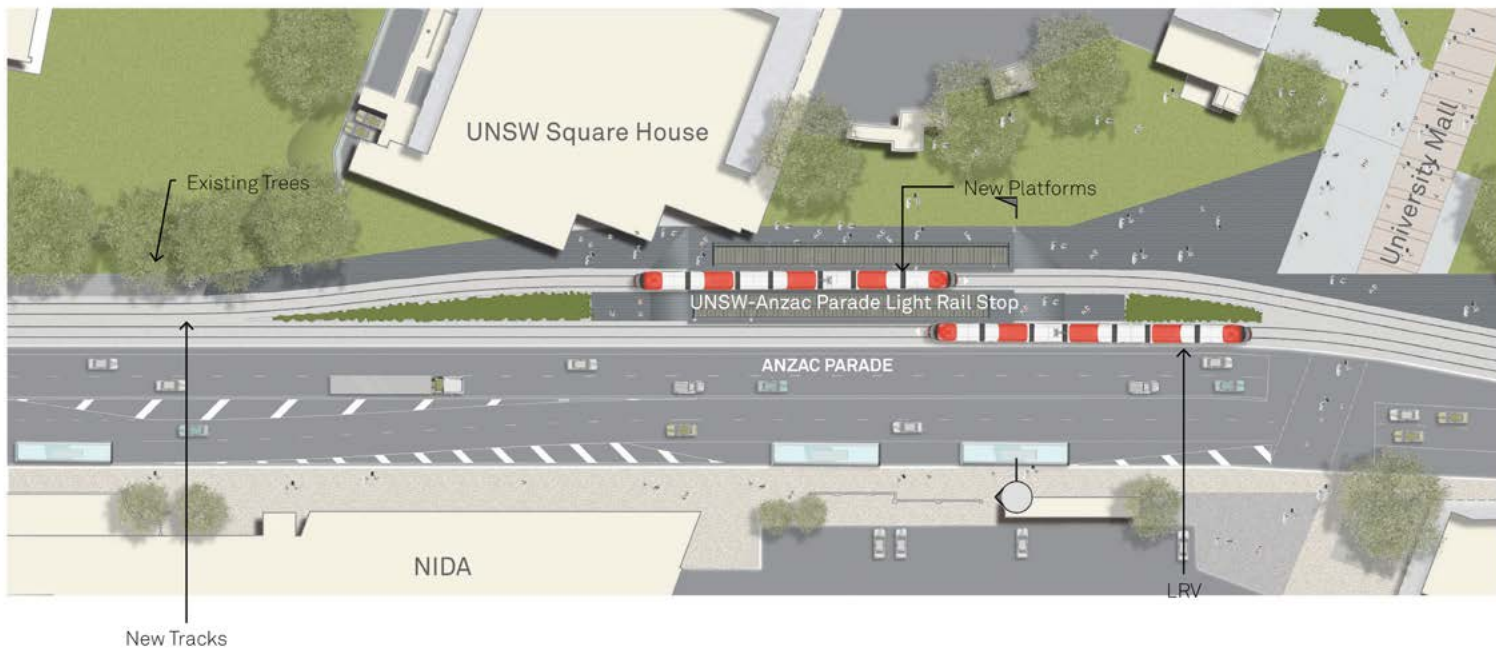 UNSW Square House
Existing Trees
New Platforms
University Mall
UNSW-Anzac Parade Light Rail Stop
ANZAC PARADE
NIDA
LRV
New Tracks